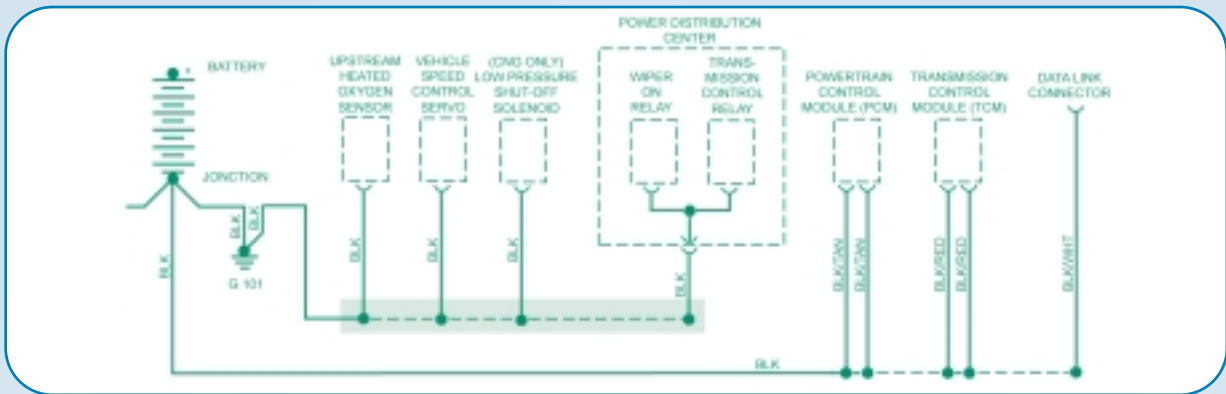 POWER DISTRIBUTION
CENTER
BATTERY
+
UPSTREAM
HEATED
OXYGEN
SENSOR
VEHICLE
SPEED
CONTROL
SERVO
(CNG ONLY)
LOW PRESSURE
SHUT-OFF
SOLENOID
WIPER
ON
RELAY
TRANS-
MISSION
CONTROL
RELAY
POWERTRAIN
CONTROL
MODULE (PCM)
TRANSMISSION
CONTROL
MODULE (TCM)
DATA LINK
CONNECTOR
JONCTION
BLK
BLK
BLK
G 101
BLK
BLK
BLK
BLK
BLK/TAN
BLK/TAN
BLK/RED
BLK/RED
BLK/WHT
BLK